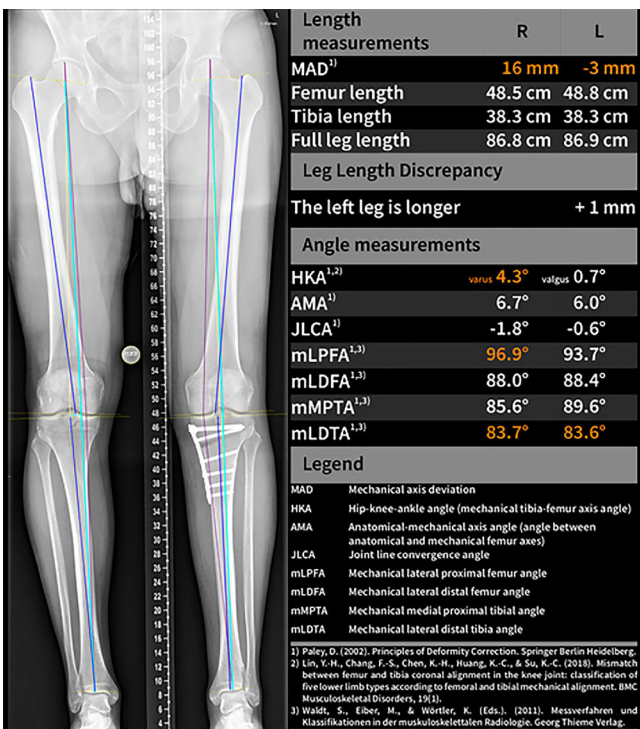 Length measurements R L
MAD1) 16 mm -3 mm
Femur length 48.5 cm 48.8 cm
Tibia length 38.3 cm 38.3 cm
Full leg length 86.8 cm 86.9 cm
Leg Length Discrepancy
The left leg is longer + 1 mm
Angle measurements
HKA1,2) varus 4.3° valgus 0.7°
AMA1) 6.7° 6.0°
JLCA1) -1.8° -0.6°
mLPFA1,3) 96.9° 93.7°
mLDFA1,3) 88.0° 88.4°
mMPTA1,3) 85.6° 89.6°
mLDTA1,3) 83.7° 83.6°
Legend
MAD Mechanical axis deviation
HKA Hip-knee-ankle angle (mechanical tibia-femur axis angle)
AMA Anatomical-mechanical axis angle (angle between
anatomical and mechanical femur axes)
JLCA Joint line convergence angle
mLPFA Mechanical lateral proximal femur angle
mLDFA Mechanical lateral distal femur angle
mMPTA Mechanical medial proximal tibial angle
mLDTA Mechanical lateral distal tibia angle
1) Paley, D. (2002). Principles of Deformity Correction. Springer Berlin Heidelberg.
2) Lin, Y.-H., Chang, F.-S., Chen, K.-H., Huang, K.-C., & Su, K.-C. (2018). Mismatch
between femur and tibia coronal alignment in the knee joint: classification of
five lower limb types according to femoral and tibial mechanical alignment. BMC
Musculoskeletal Disorders, 19(1).
3) Waldt, S., Eiber, M., & Wörtler, K. (Eds.). (2011). Messverfahren und
Klassifikationen in der muskuloskelettalen Radiologie. Georg Thieme Verlag.